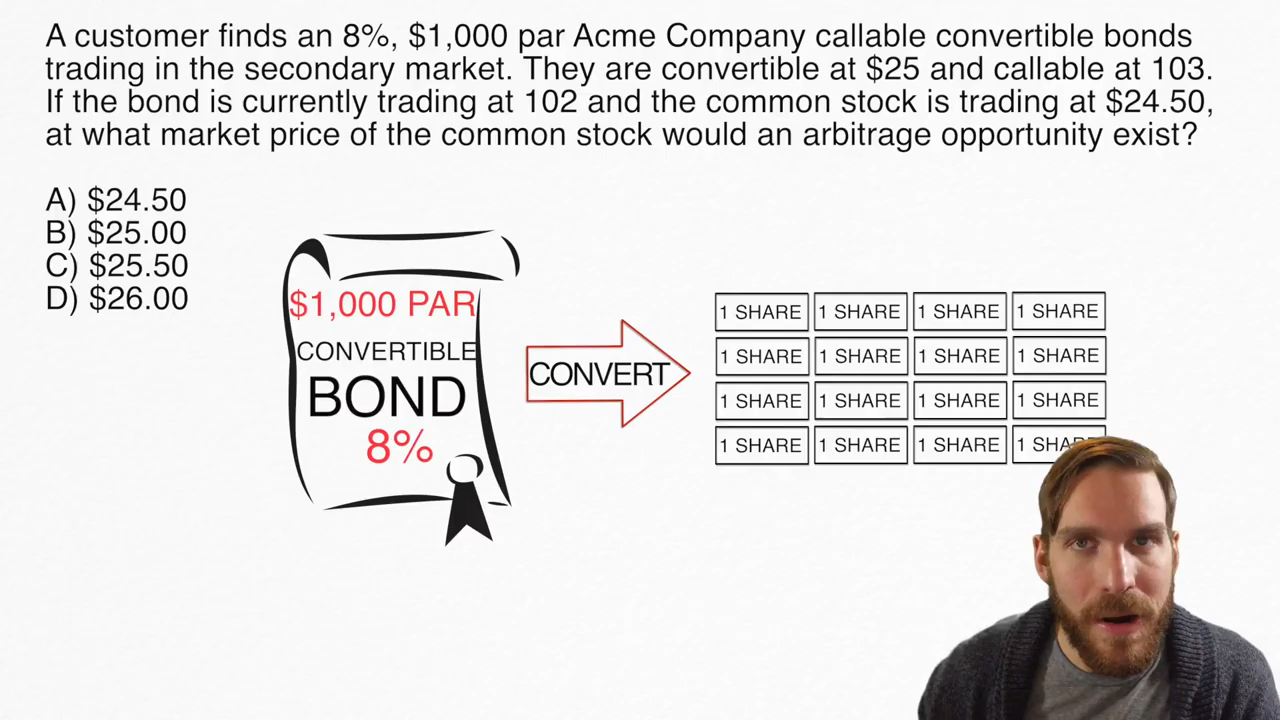 A customer finds an 8%, $1,000 par Acme Company callable convertible bonds
trading in the secondary market. They are convertible at $25 and callable at 103.
If the bond is currently trading at 102 and the common stock is trading at $24.50,
at what market price of the common stock would an arbitrage opportunity exist?
A) $24.50
B) $25.00
C) $25.50
D) $26.00
$1,000 PAR
CONVERTIBLE
BOND
8%
CONVERT
1 SHARE 1 SHARE 1 SHARE 1 SHARE
1 SHARE 1 SHARE 1 SHARE 1 SHARE
1 SHARE 1 SHARE 1 SHARE 1 SHARE
1 SHARE 1 SHARE 1 SHARE 1 SHARE